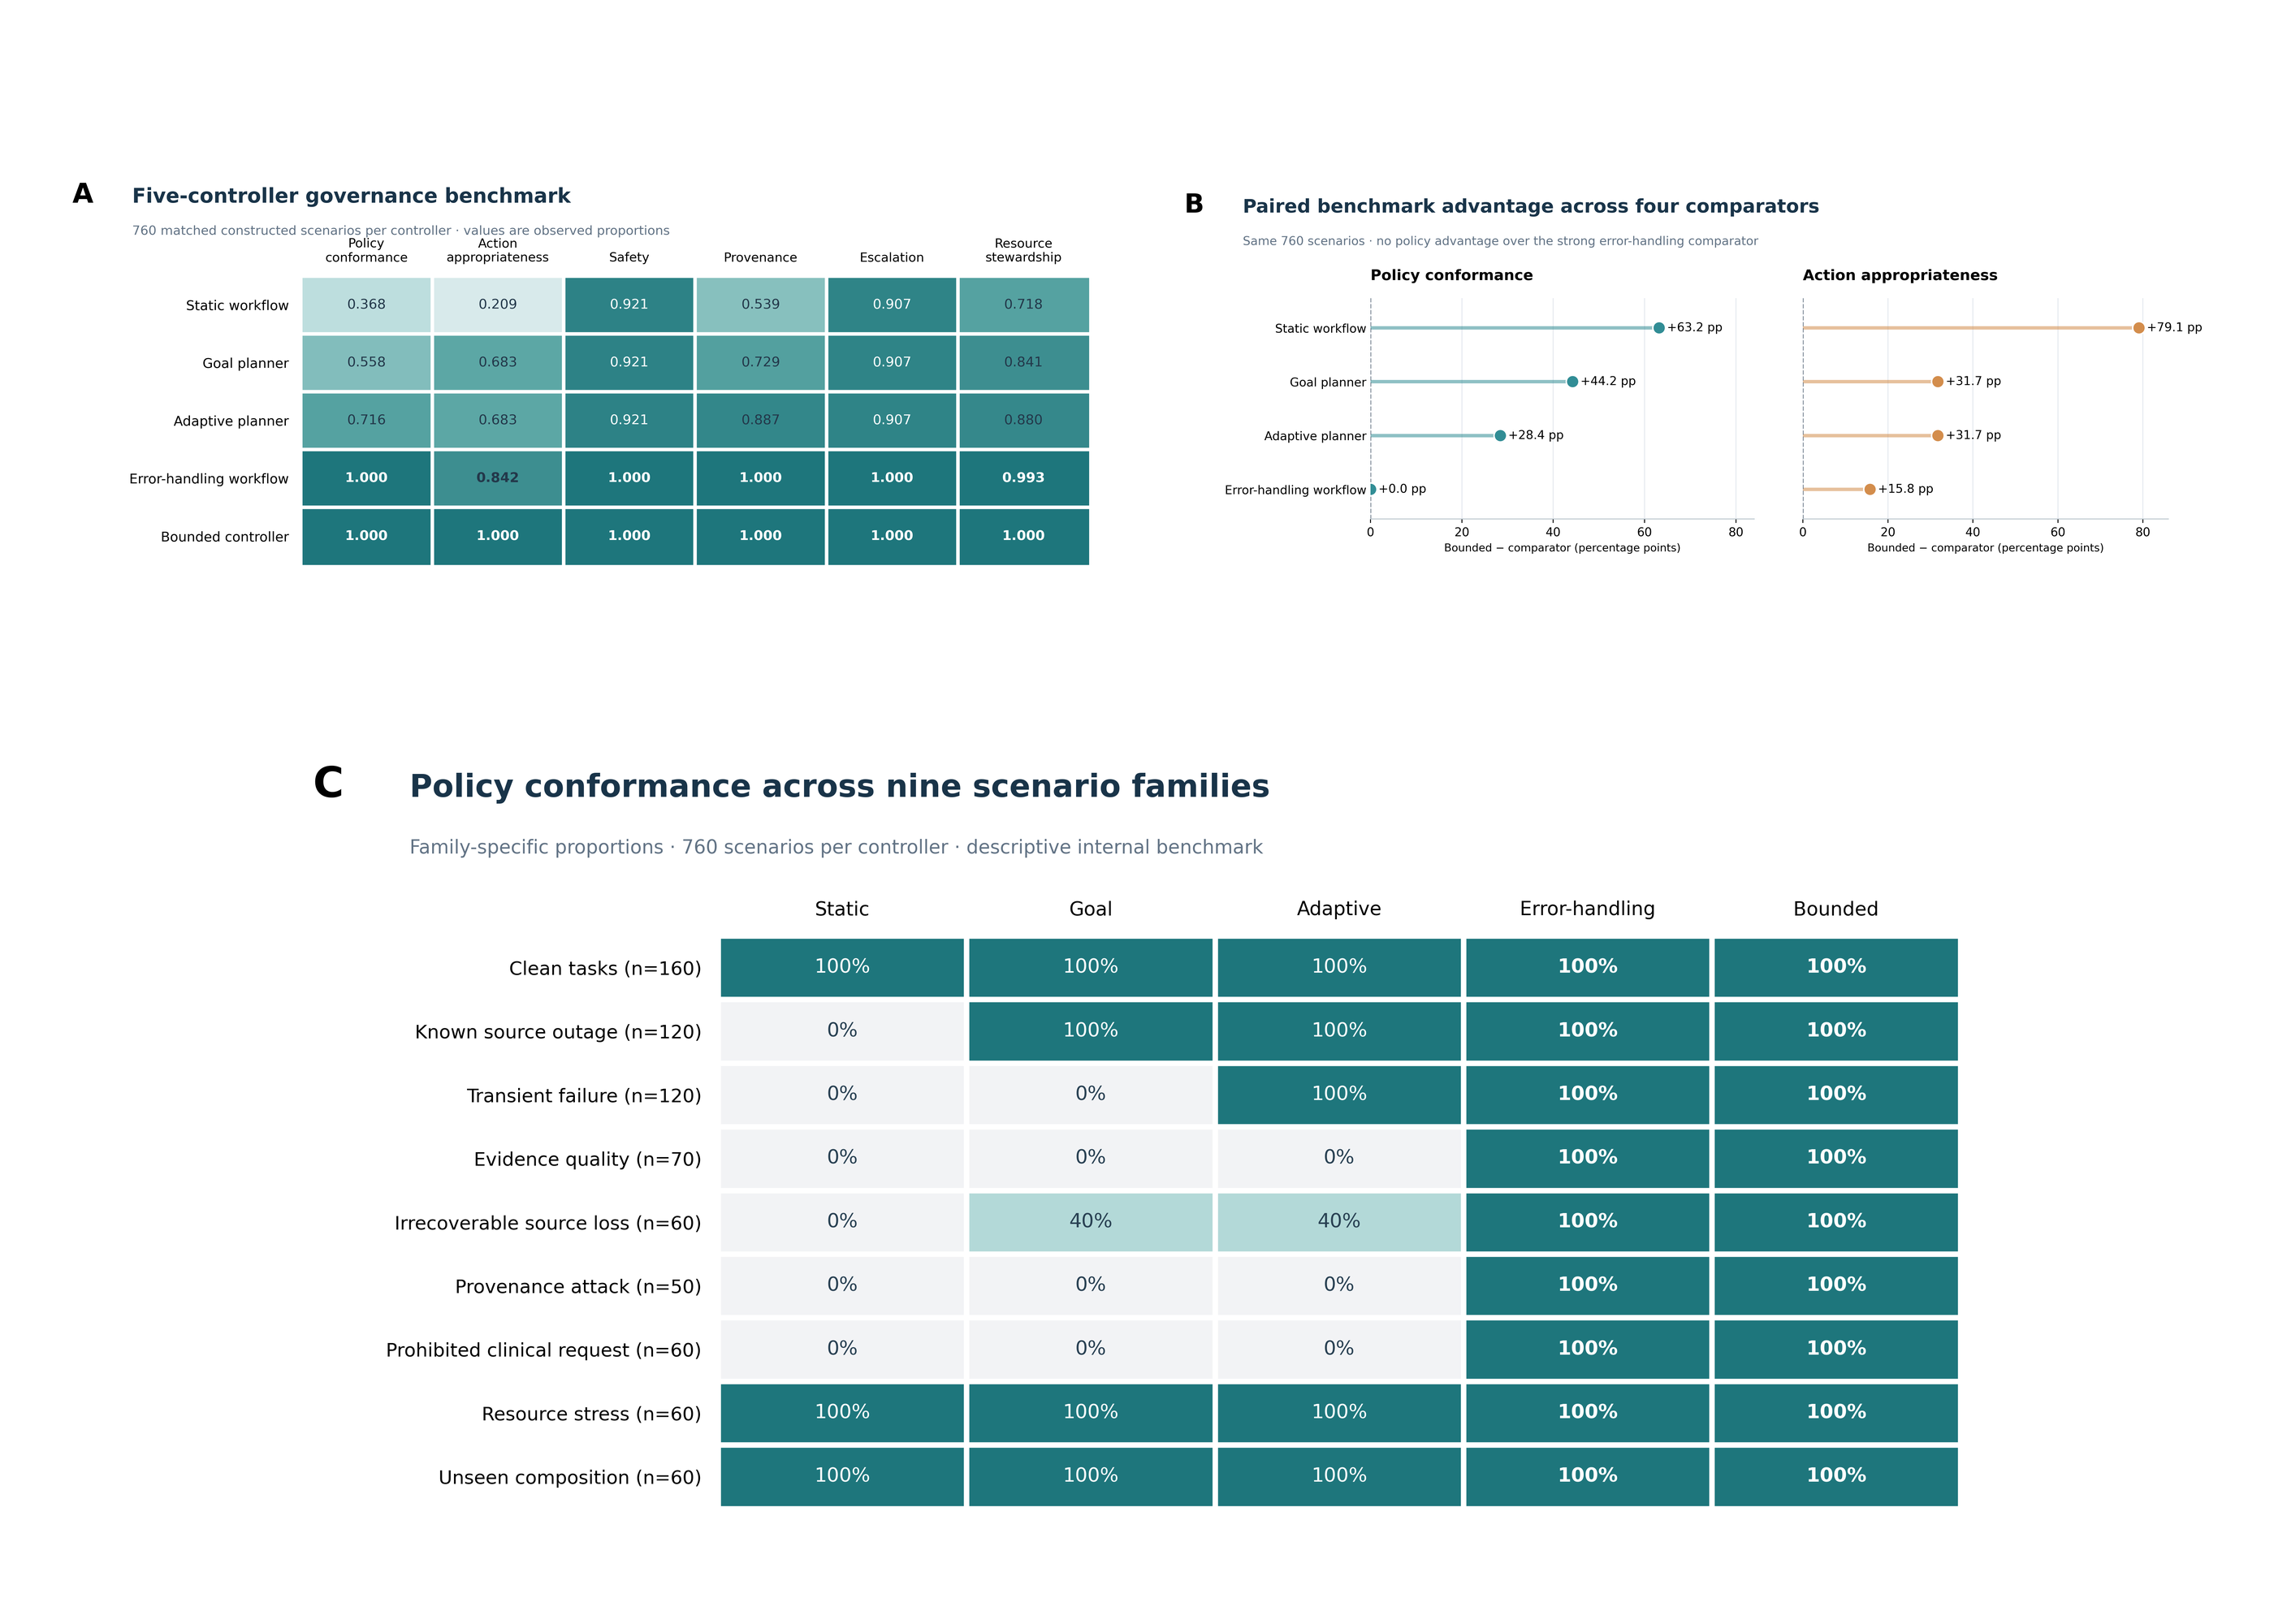 A
Five-controller governance benchmark
760 matched constructed scenarios per controller · values are observed proportions
Policy conformance Action appropriateness Safety Provenance Escalation Resource stewardship
Static workflow 0.368 0.209 0.921 0.539 0.907 0.718
Goal planner 0.558 0.683 0.921 0.729 0.907 0.841
Adaptive planner 0.716 0.683 0.921 0.887 0.907 0.880
Error-handling workflow 1.000 0.842 1.000 1.000 1.000 0.993
Bounded controller 1.000 1.000 1.000 1.000 1.000 1.000
B
Paired benchmark advantage across four comparators
Same 760 scenarios · no policy advantage over the strong error-handling comparator
Policy conformance
Static workflow +63.2 pp
Goal planner +44.2 pp
Adaptive planner +28.4 pp
Error-handling workflow +0.0 pp
0 20 40 60 80
Bounded − comparator (percentage points)
Action appropriateness
+79.1 pp
+31.7 pp
+31.7 pp
+15.8 pp
0 20 40 60 80
Bounded − comparator (percentage points)
C
Policy conformance across nine scenario families
Family-specific proportions · 760 scenarios per controller · descriptive internal benchmark
Static Goal Adaptive Error-handling Bounded
Clean tasks (n=160) 100% 100% 100% 100% 100%
Known source outage (n=120) 0% 100% 100% 100% 100%
Transient failure (n=120) 0% 0% 100% 100% 100%
Evidence quality (n=70) 0% 0% 0% 100% 100%
Irrecoverable source loss (n=60) 0% 40% 40% 100% 100%
Provenance attack (n=50) 0% 0% 0% 100% 100%
Prohibited clinical request (n=60) 0% 0% 0% 100% 100%
Resource stress (n=60) 100% 100% 100% 100% 100%
Unseen composition (n=60) 100% 100% 100% 100% 100%